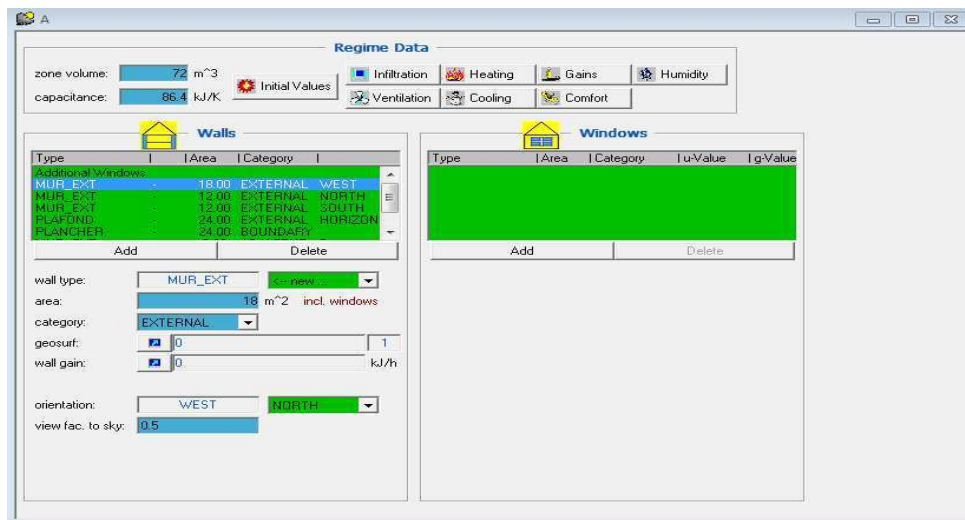 A
Regime Data
zone volume: 72 m^3
capacitance: 86.4 kJ/K
Initial Values
Infiltration Heating Gains Humidity
Ventilation Cooling Comfort
Walls
Type | | Area | Category |
Additional Windows
MUR_EXT - 18.00 EXTERNAL WEST
MUR_EXT - 12.00 EXTERNAL NORTH
MUR_EXT - 12.00 EXTERNAL SOUTH
PLAFOND - 24.00 EXTERNAL HORIZON
PLANCHER - 24.00 BOUNDARY
Add Delete
wall type: MUR_EXT <-- new
area: 18 m^2 incl. windows
category: EXTERNAL
geosurf: 0 1
wall gain: 0 kJ/h
orientation: WEST NORTH
view fac. to sky: 0.5
Windows
Type | Area | Category | u-Value | g-Value
Add Delete